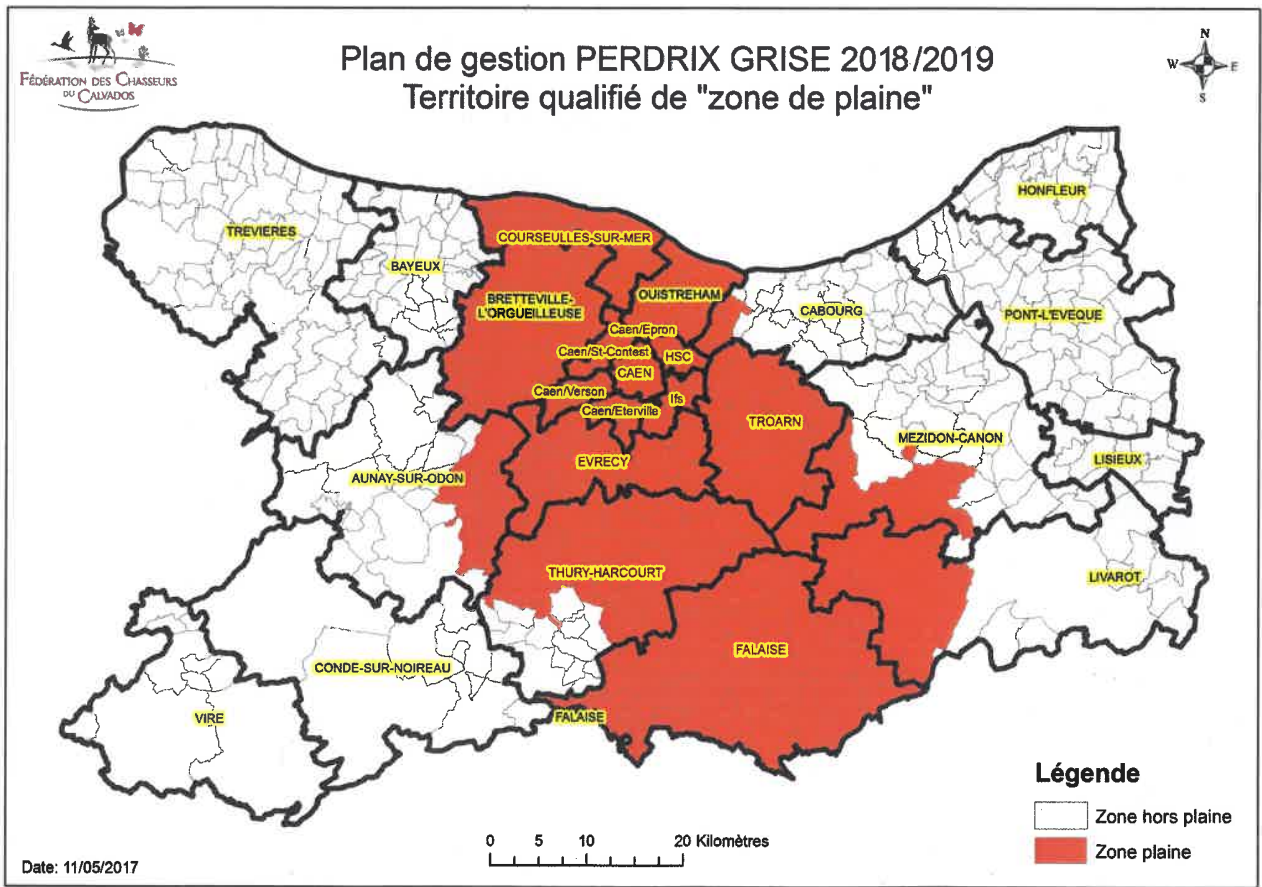 FÉDÉRATION DES CHASSEURS
DU CALVADOS
Plan de gestion PERDRIX GRISE 2018/2019
Territoire qualifié de "zone de plaine"
N
W
E
S
HONFLEUR
TREVIERES
COURSEULLES-SUR-MER
BAYEUX
OUISTREHAM
BRETTEVILLE-
L'ORGUEILLEUSE
CABOURG
PONT-L'EVEQUE
Caen/Epron
Caen/St-Contest
HSC
CAEN
Caen/Verson
Ifs
Caen/Eterville
TROARN
MEZIDON-CANON
EVRECY
LISIEUX
AUNAY-SUR-ODON
THURY-HARCOURT
LIVAROT
FALAISE
CONDE-SUR-NOIREAU
VIRE
FALAISE
Légende
Zone hors plaine
Zone plaine
0 5 10 20 Kilomètres
Date: 11/05/2017